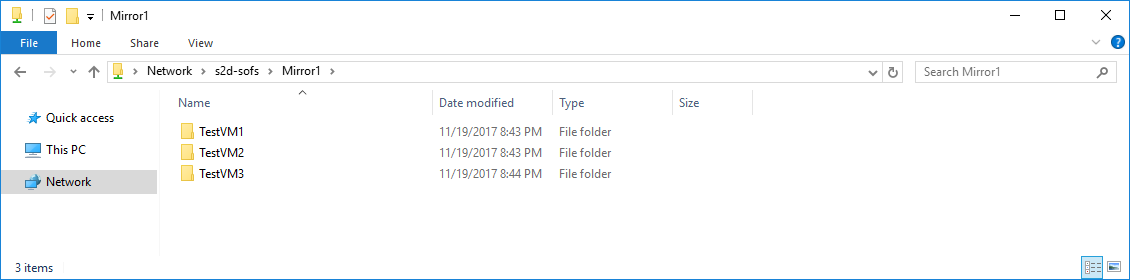 Mirror1
File Home Share View
Network s2d-sofs Mirror1 Search Mirror1
Name Date modified Type Size
Quick access
This PC
Network
TestVM1 11/19/2017 8:43 PM File folder
TestVM2 11/19/2017 8:43 PM File folder
TestVM3 11/19/2017 8:44 PM File folder
3 items